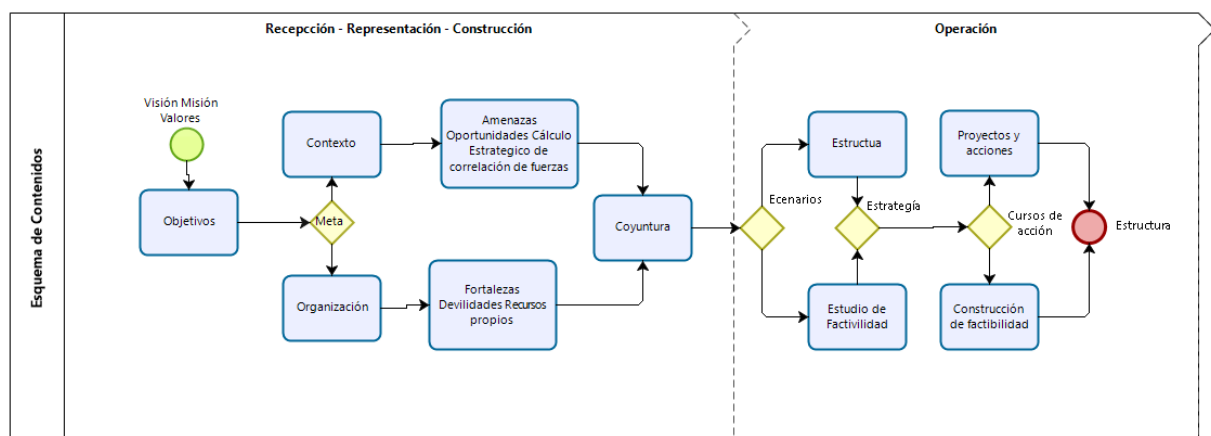 Recepcción - Representación - Construcción
Operación
Esquema de Contenidos
Visión Misión
Valores
Objetivos
Meta
Contexto
Organización
Amenazas
Oportunidades Cálculo
Estrategico de
correlación de fuerzas
Fortalezas
Devilidades Recursos
propios
Coyuntura
Ecenarios
Estructua
Estudio de
Factivilidad
Estrategía
Proyectos y
acciones
Cursos de
acción
Construcción
de factibilidad
Estructura